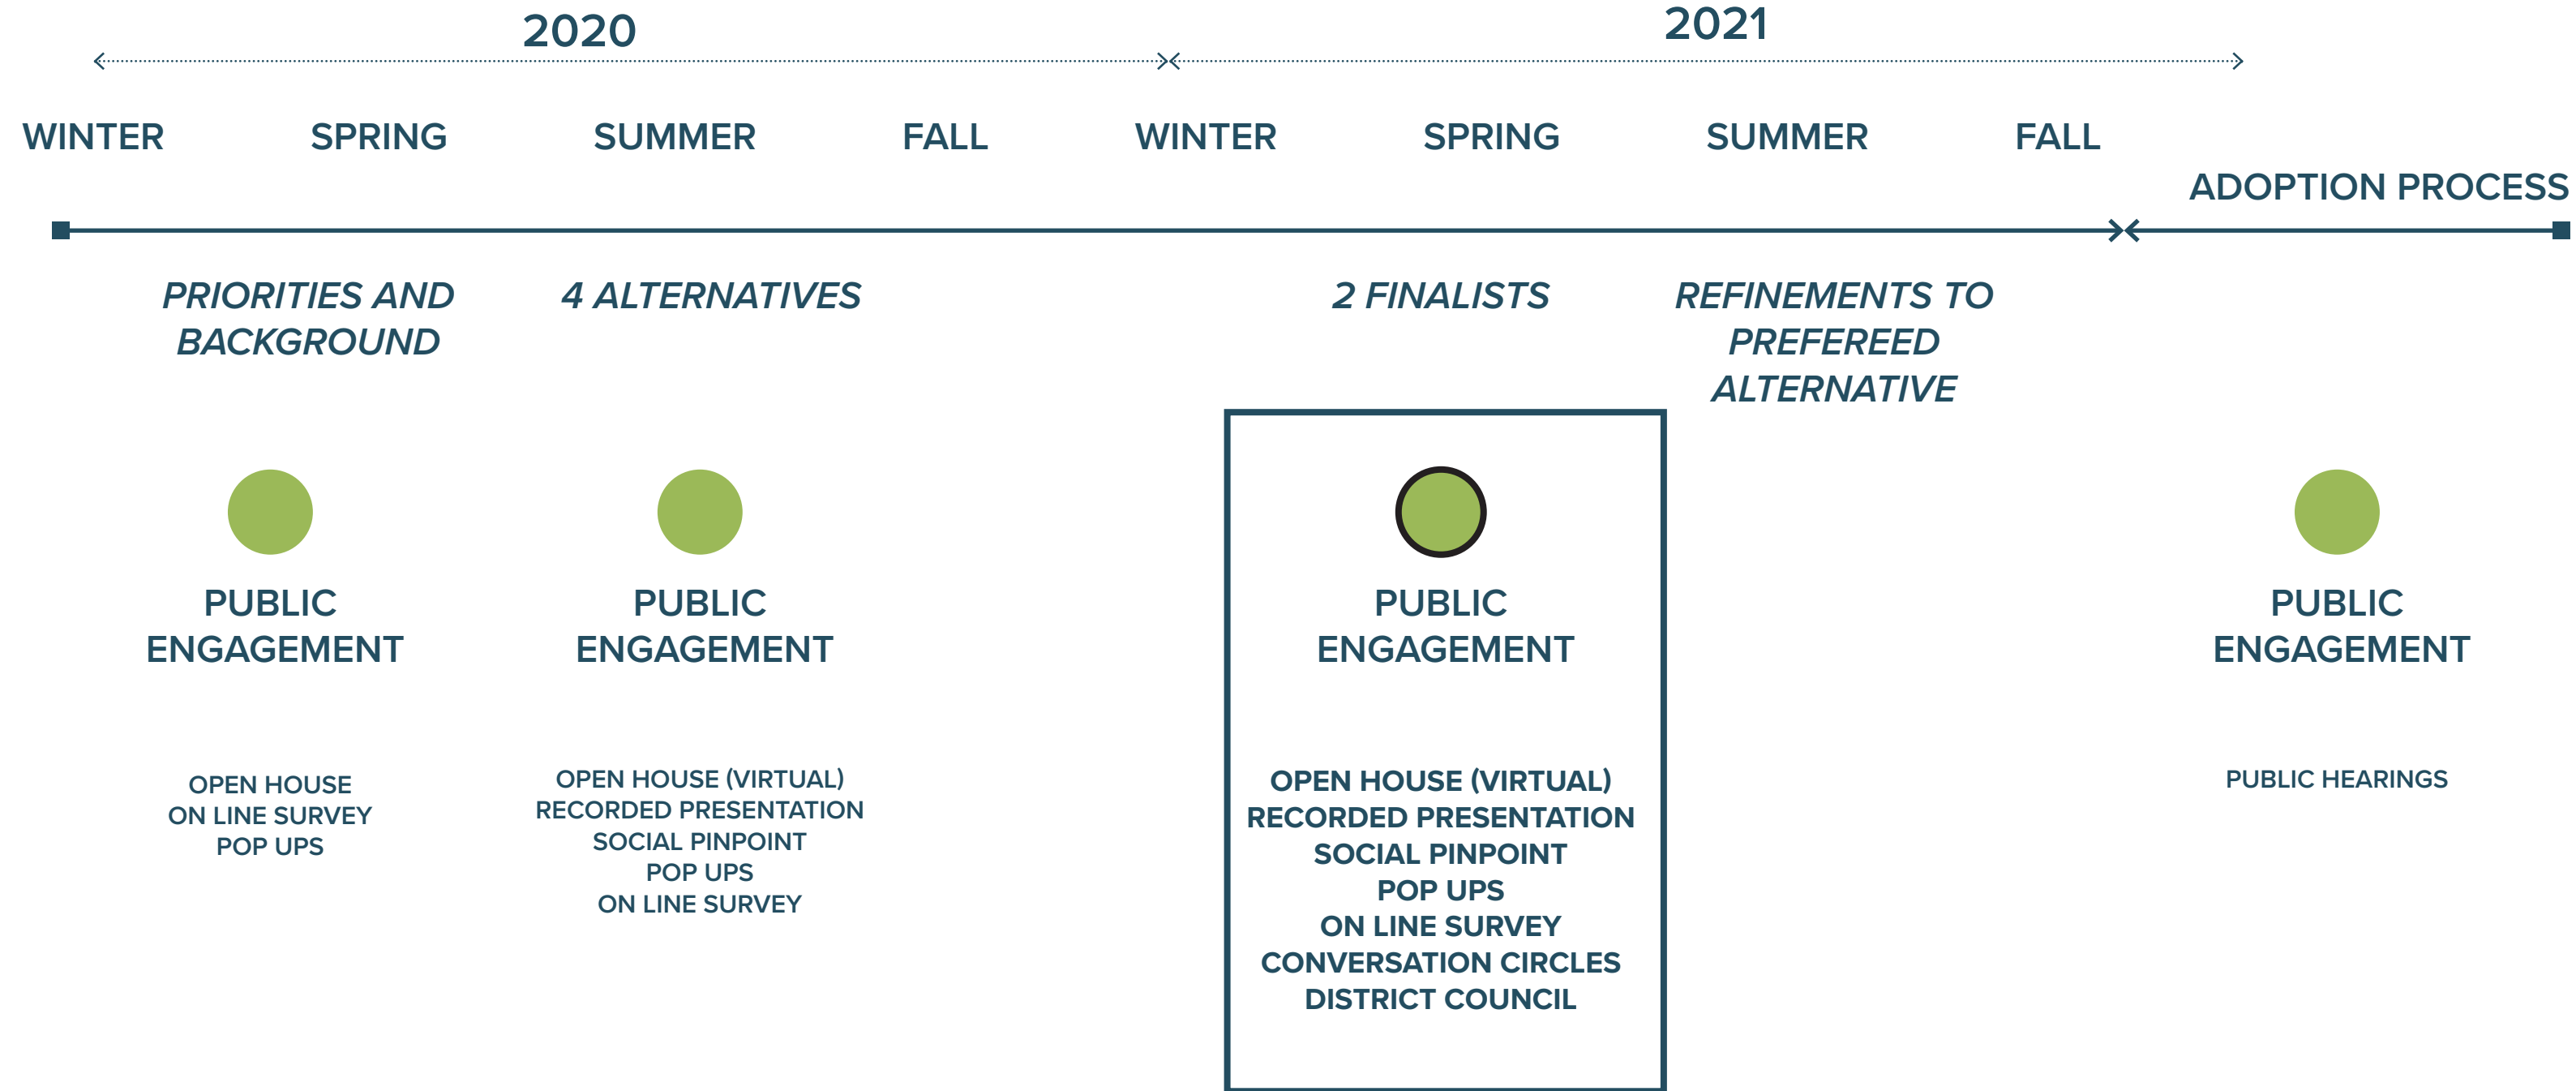 2020
2021
WINTER
SPRING
SUMMER
FALL
WINTER
SPRING
SUMMER
FALL
ADOPTION PROCESS
PRIORITIES AND
BACKGROUND
4 ALTERNATIVES
2 FINALISTS
REFINEMENTS TO
PREFEREED
ALTERNATIVE
PUBLIC
ENGAGEMENT
OPEN HOUSE
ON LINE SURVEY
POP UPS
PUBLIC
ENGAGEMENT
OPEN HOUSE (VIRTUAL)
RECORDED PRESENTATION
SOCIAL PINPOINT
POP UPS
ON LINE SURVEY
PUBLIC
ENGAGEMENT
OPEN HOUSE (VIRTUAL)
RECORDED PRESENTATION
SOCIAL PINPOINT
POP UPS
ON LINE SURVEY
CONVERSATION CIRCLES
DISTRICT COUNCIL
PUBLIC
ENGAGEMENT
PUBLIC HEARINGS